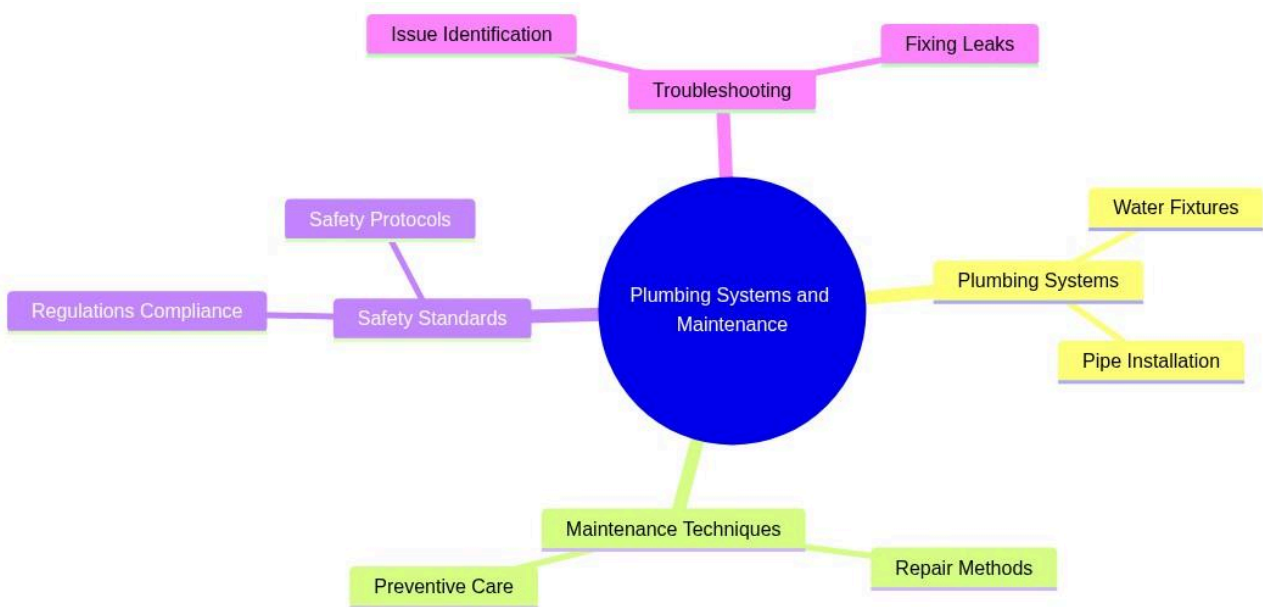 Issue Identification
Fixing Leaks
Troubleshooting
Safety Protocols
Water Fixtures
Plumbing Systems
Regulations Compliance
Safety Standards
Plumbing Systems and
Maintenance
Pipe Installation
Maintenance Techniques
Preventive Care
Repair Methods